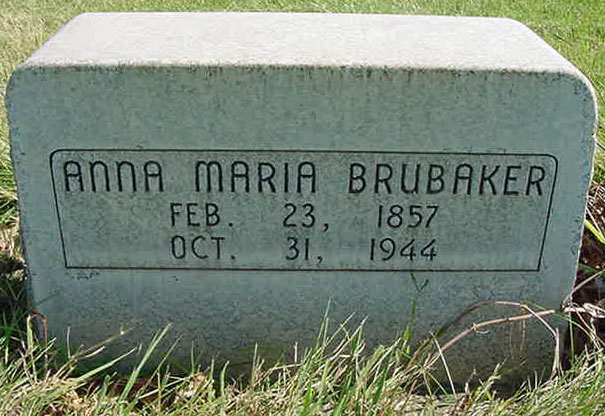 ANNA MARIA BRUBAKER
FEB. 23, 1857
OCT. 31, 1944